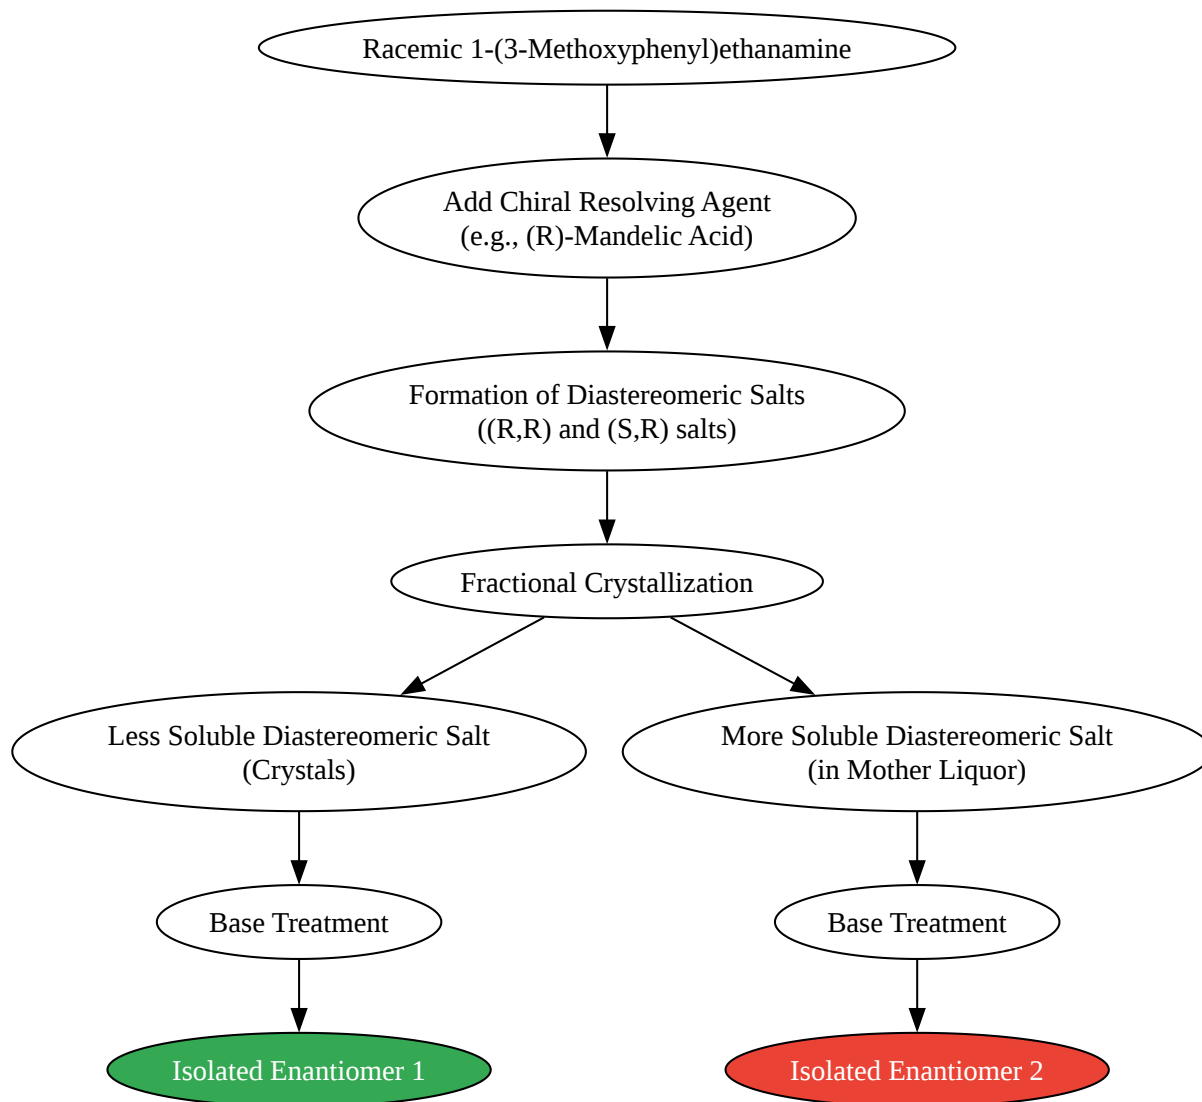 Racemic 1-(3-Methoxyphenyl)ethanamine
Add Chiral Resolving Agent
(e.g., (R)-Mandelic Acid)
Formation of Diastereomeric Salts
((R,R) and (S,R) salts)
Fractional Crystallization
Less Soluble Diastereomeric Salt
(Crystals)
More Soluble Diastereomeric Salt
(in Mother Liquor)
Base Treatment
Base Treatment
Isolated Enantiomer 1
Isolated Enantiomer 2